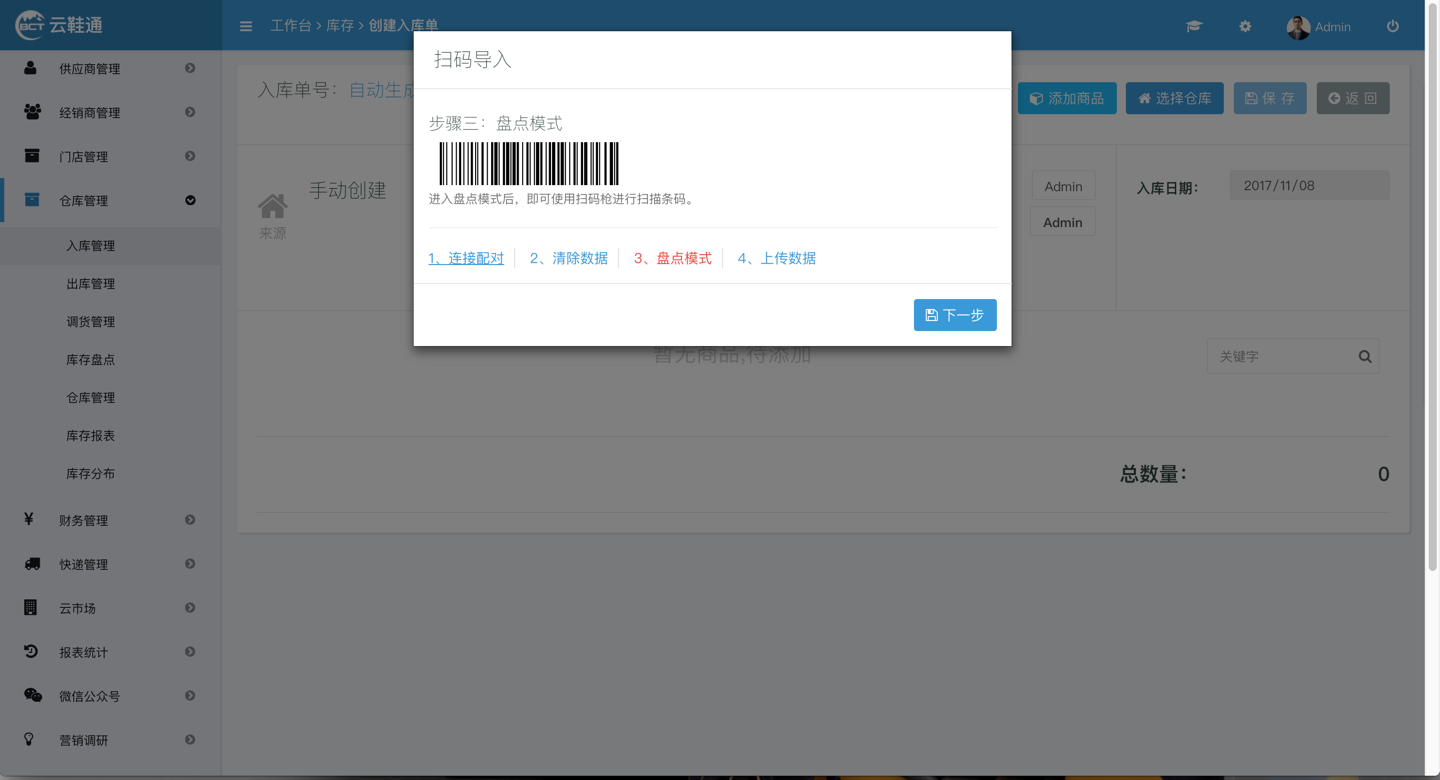 BCT 云鞋通
工作台 > 库存 > 创建入库单
Admin
供应商管理
经销商管理
门店管理
仓库管理
入库管理
出库管理
调货管理
库存盘点
仓库管理
库存报表
库存分布
¥ 财务管理
快递管理
云市场
报表统计
微信公众号
营销调研
入库单号：自动生成
添加商品
选择仓库
保 存
返 回
手动创建
来源
Admin
Admin
入库日期：
2017/11/08
扫码导入
步骤三：盘点模式
进入盘点模式后，即可使用扫码枪进行扫描条码。
1、连接配对
2、清除数据
3、盘点模式
4、上传数据
下一步
暂无商品,待添加
关键字
总数量：
0